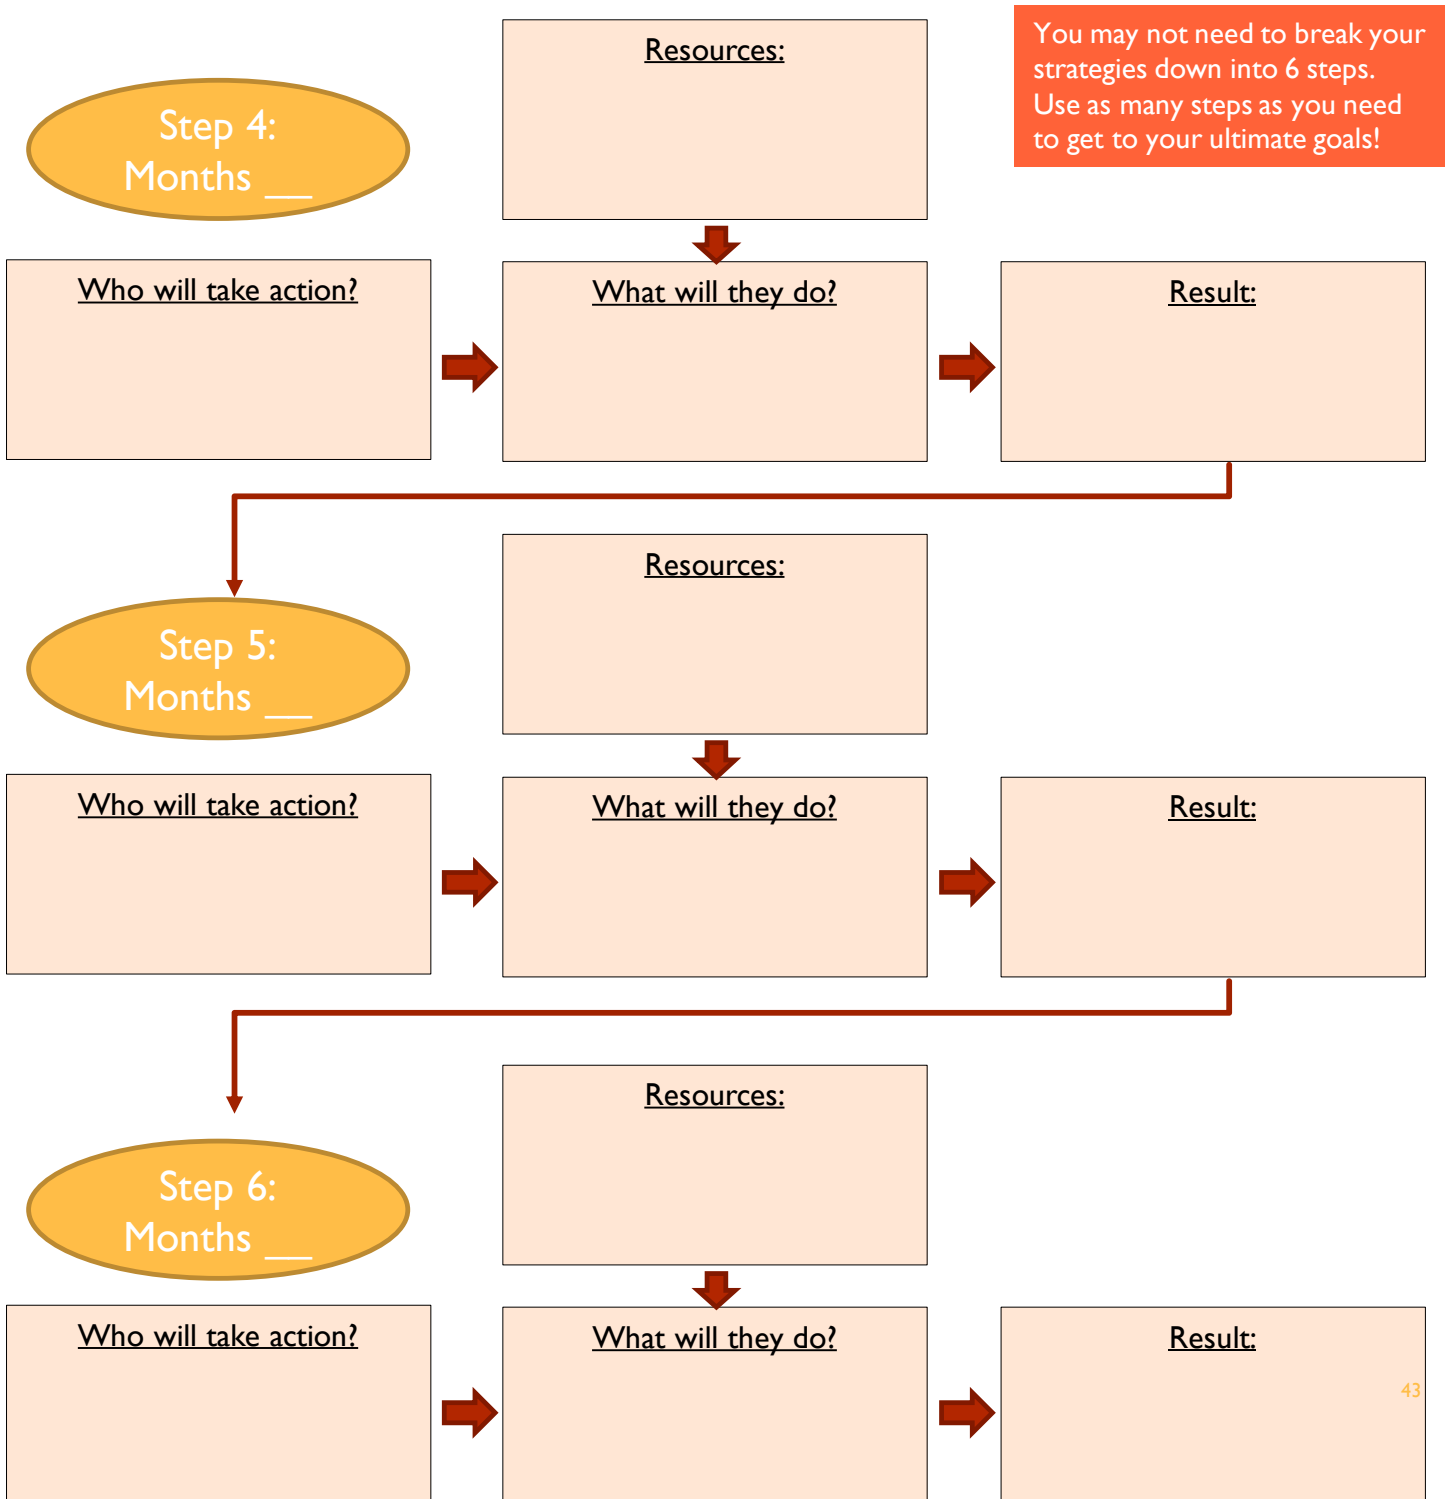 Resources:
You may not need to break your
strategies down into 6 steps.
Use as many steps as you need
to get to your ultimate goals!
Step 4:
Months __
Who will take action?
What will they do?
Result:
Resources:
Step 5:
Months __
Who will take action?
What will they do?
Result:
Resources:
Step 6:
Months __
Who will take action?
What will they do?
Result:
43